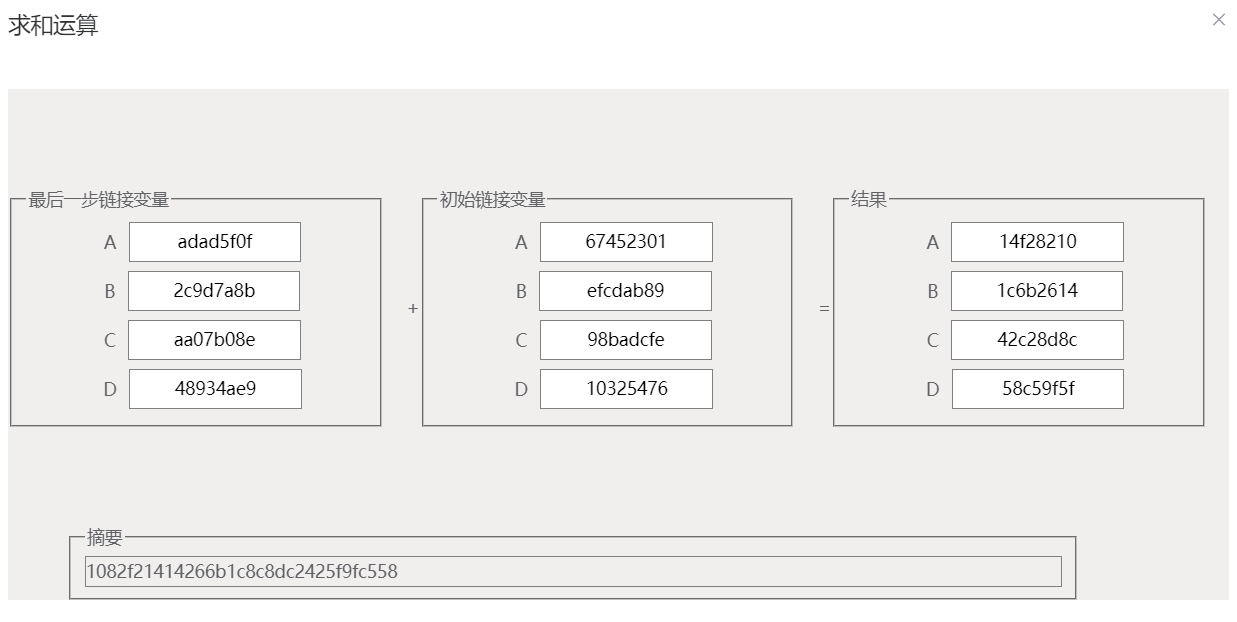 求和运算
最后一步链接变量 初始链接变量 结果
A adad5f0f A 67452301 A 14f28210
B 2c9d7a8b B efcdab89 B 1c6b2614
+ =
C aa07b08e C 98badcfe C 42c28d8c
D 48934ae9 D 10325476 D 58c59f5f
摘要
1082f21414266b1c8c8dc2425f9fc558